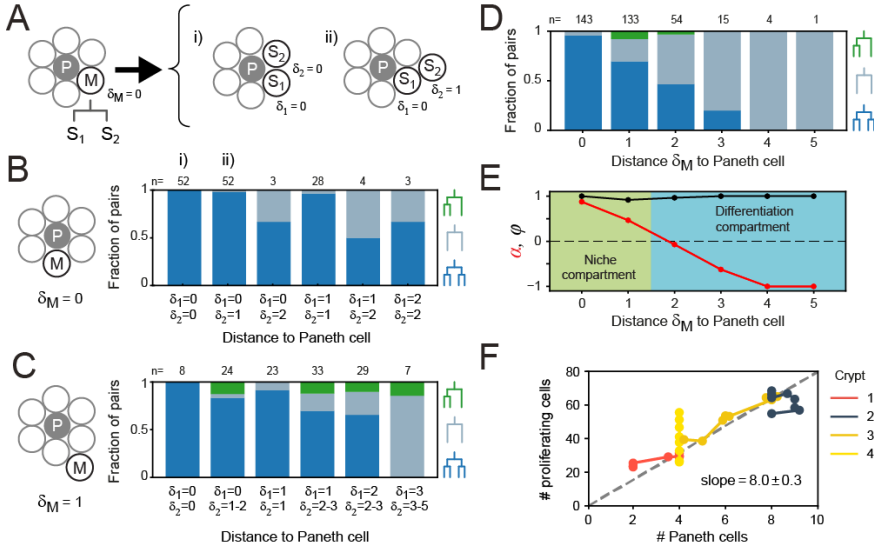 A
P
M
δM=0
S1 S2
i)
P
S2
S1
δ2=0
δ1=0
ii)
P
S1
S2
δ2=1
δ1=0
B
P
M
δM=0
i) ii)
n= 52 52 3 28 4 3
Fraction of pairs
1
0.5
0
δ1=0 δ1=0 δ1=0 δ1=1 δ1=1 δ1=2
δ2=0 δ2=1 δ2=2 δ2=1 δ2=2 δ2=2
Distance to Paneth cell
C
P
M
δM=1
n= 8 24 23 33 29 7
Fraction of pairs
1
0.5
0
δ1=0 δ1=0 δ1=1 δ1=1 δ1=2 δ1=3
δ2=0 δ2=1-2 δ2=1 δ2=2-3 δ2=2-3 δ2=3-5
Distance to Paneth cell
D
n= 143 133 54 15 4 1
Fraction of pairs
1
0.5
0
0 1 2 3 4 5
Distance δM to Paneth cell
E
α, φ
1
0
−1
Niche
compartment
Differentiation
compartment
0 1 2 3 4 5
Distance δM to Paneth cell
F
# proliferating cells
80
60
40
20
0
0 2 4 6 8 10
# Paneth cells
slope=8.0±0.3
Crypt
1
2
3
4